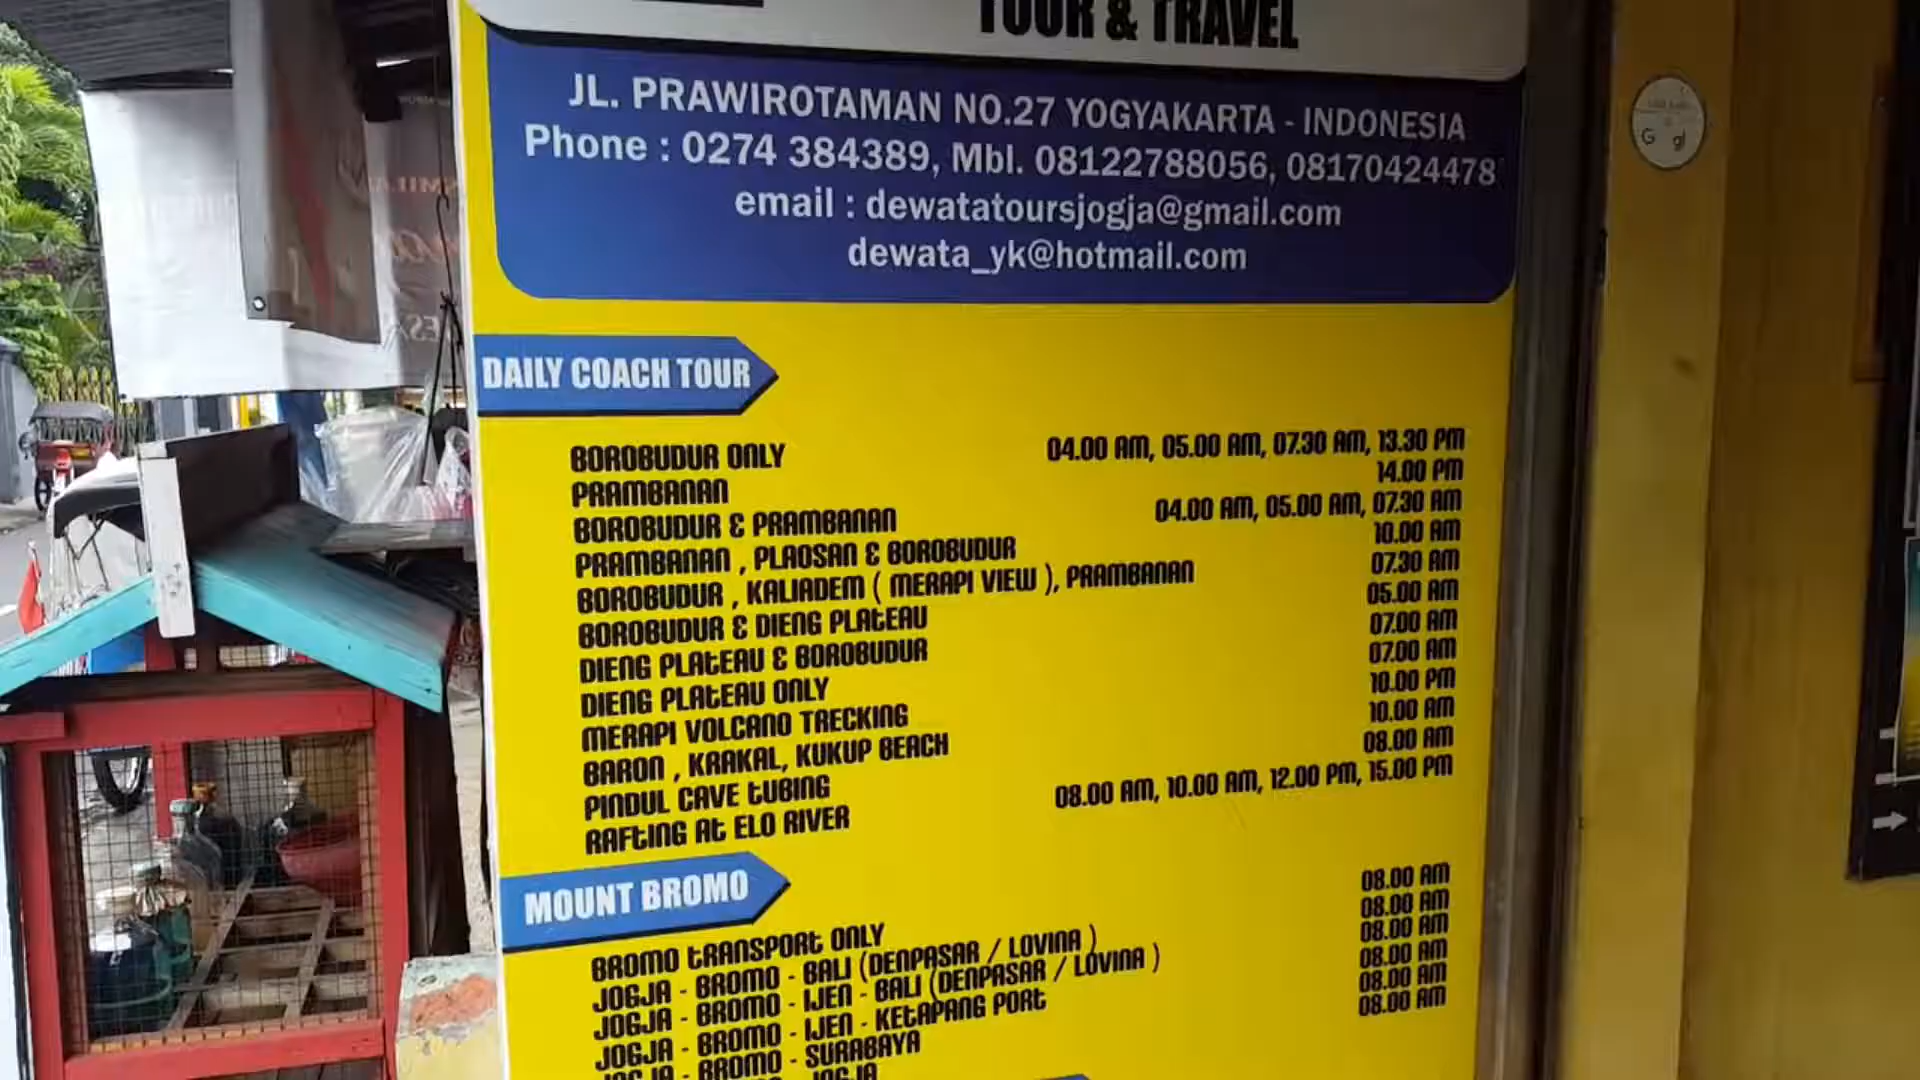 TOUR & TRAVEL
JL. PRAWIROTAMAN NO.27 YOGYAKARTA - INDONESIA
Phone : 0274 384389, Mbl. 08122788056, 08170424478
email : dewatatoursjogja@gmail.com
dewata_yk@hotmail.com
DAILY COACH TOUR
BOROBUDUR ONLY 04.00 AM, 05.00 AM, 07.30 AM, 13.30 PM
PRAMBANAN 14.00 PM
BOROBUDUR & PRAMBANAN 04.00 AM, 05.00 AM, 07.30 AM
PRAMBANAN , PLAOSAN & BOROBUDUR 10.00 AM
BOROBUDUR , KALIADEM ( MERAPI VIEW ), PRAMBANAN 07.30 AM
BOROBUDUR & DIENG PLATEAU 05.00 AM
DIENG PLATEAU & BOROBUDUR 07.00 AM
DIENG PLATEAU ONLY 07.00 AM
MERAPI VOLCANO TRECKING 10.00 PM
BARON , KRAKAL, KUKUP BEACH 10.00 AM
PINDUL CAVE TUBING 08.00 AM
RAFTING AT ELO RIVER 08.00 AM, 10.00 AM, 12.00 PM, 15.00 PM
MOUNT BROMO
BROMO TRANSPORT ONLY 08.00 AM
JOGJA - BROMO - BALI (DENPASAR / LOVINA ) 08.00 AM
JOGJA - BROMO - IJEN - BALI (DENPASAR / LOVINA ) 08.00 AM
JOGJA - BROMO - IJEN - KETAPANG PORT 08.00 AM
JOGJA - BROMO - SURABAYA 08.00 AM
JOGJA 08.00 AM